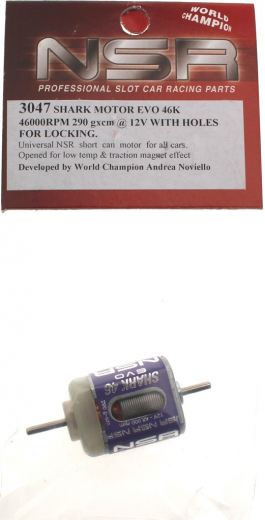 WORLD
CHAMPION
NSR
PROFESSIONAL SLOT CAR RACING PARTS
3047 SHARK MOTOR EVO 46K
46000RPM 290 gxcm @ 12V WITH HOLES
FOR LOCKING.
Universal NSR short can motor for all cars.
Opened for low temp & traction magnet effect
Developed by World Champion Andrea Noviello
NSR
EVO
SHARK 46
NSR